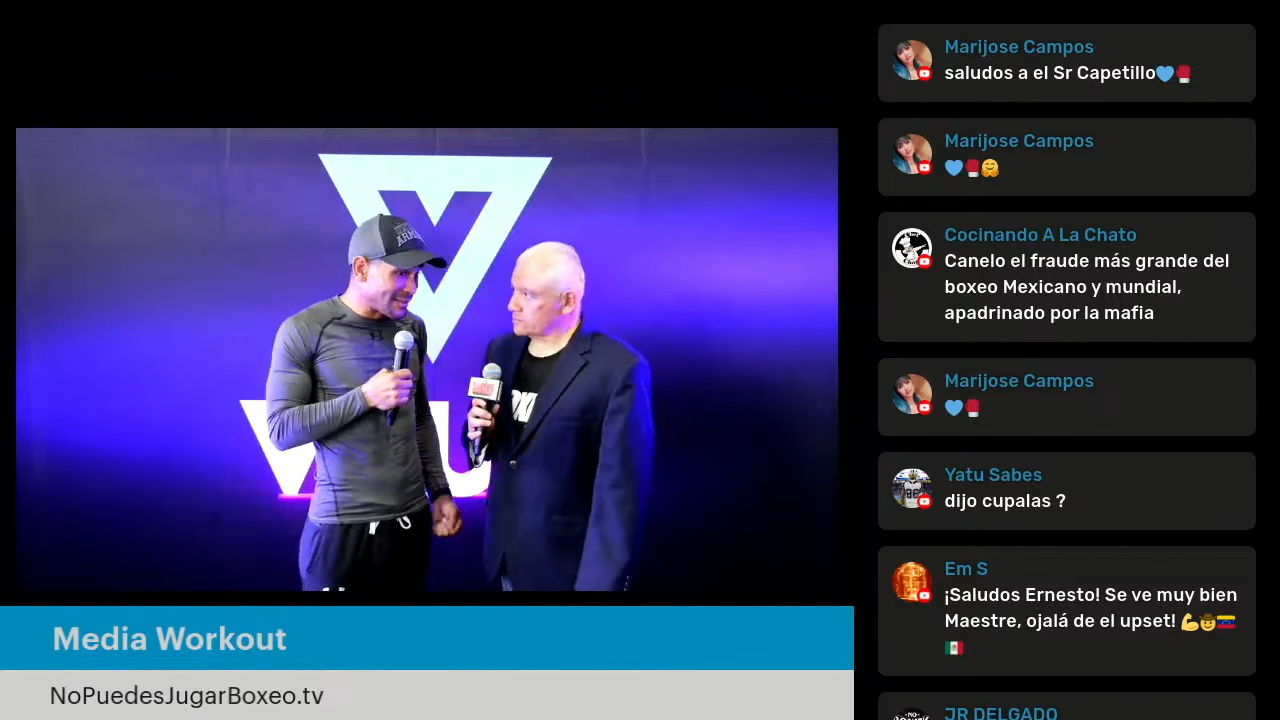 Media Workout
NoPuedesJugarBoxeo.tv
Marijose Campos
saludos a el Sr Capetillo💙🥊
Marijose Campos
💙🥊🤗
Cocinando A La Chato
Canelo el fraude más grande del
boxeo Mexicano y mundial,
apadrinado por la mafia
Marijose Campos
💙🥊
Yatu Sabes
dijo cupalas ?
Em S
¡Saludos Ernesto! Se ve muy bien
Maestre, ojalá de el upset! 💪🤠🇻🇪
🇲🇽
JR DELGADO